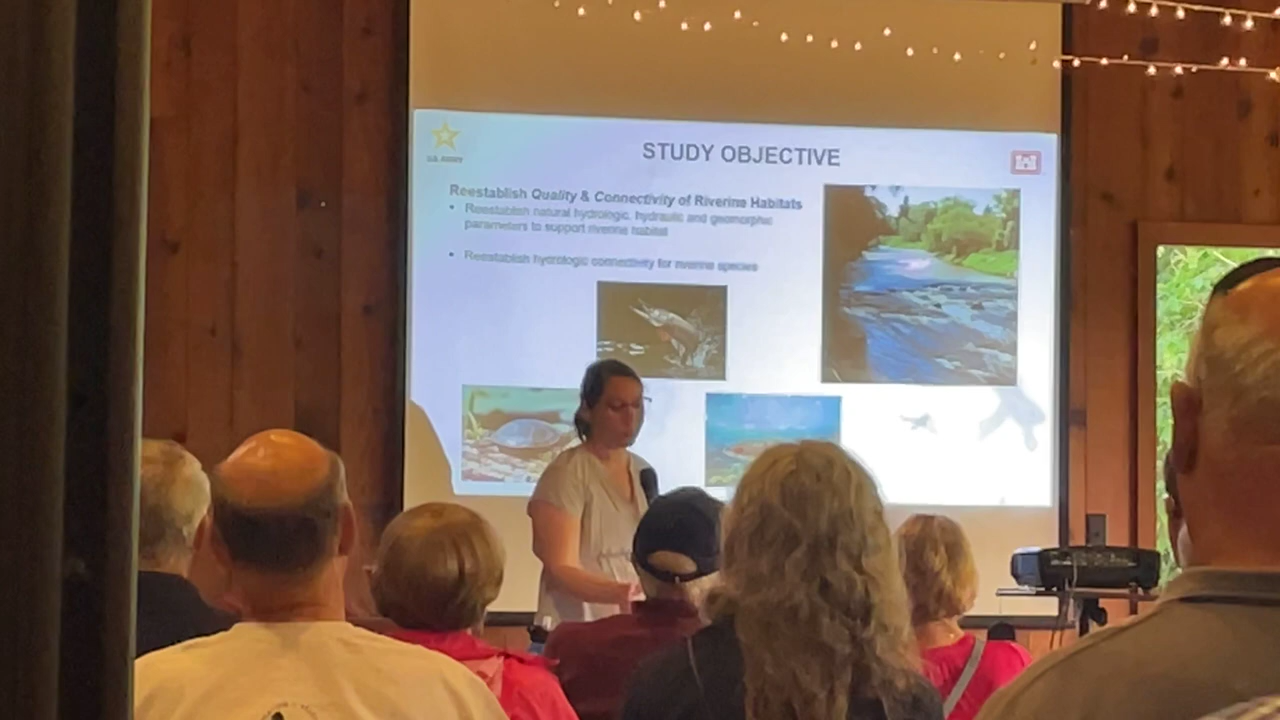 U.S. ARMY
STUDY OBJECTIVE
Reestablish Quality & Connectivity of Riverine Habitats
• Reestablish natural hydrologic, hydraulic and geomorphic
parameters to support riverine habitat
• Reestablish hydrologic connectivity for riverine species